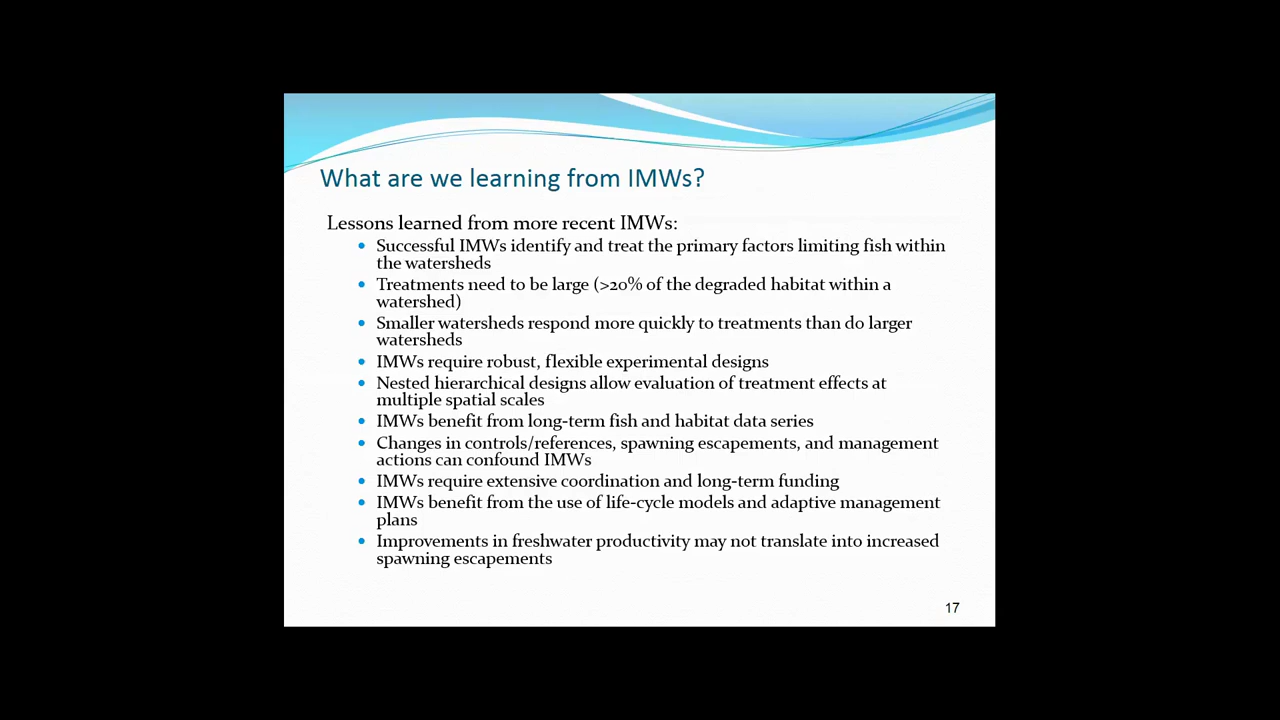 What are we learning from IMWs?
Lessons learned from more recent IMWs:
• Successful IMWs identify and treat the primary factors limiting fish within
the watersheds
• Treatments need to be large (>20% of the degraded habitat within a
watershed)
• Smaller watersheds respond more quickly to treatments than do larger
watersheds
• IMWs require robust, flexible experimental designs
• Nested hierarchical designs allow evaluation of treatment effects at
multiple spatial scales
• IMWs benefit from long-term fish and habitat data series
• Changes in controls/references, spawning escapements, and management
actions can confound IMWs
• IMWs require extensive coordination and long-term funding
• IMWs benefit from the use of life-cycle models and adaptive management
plans
• Improvements in freshwater productivity may not translate into increased
spawning escapements
17